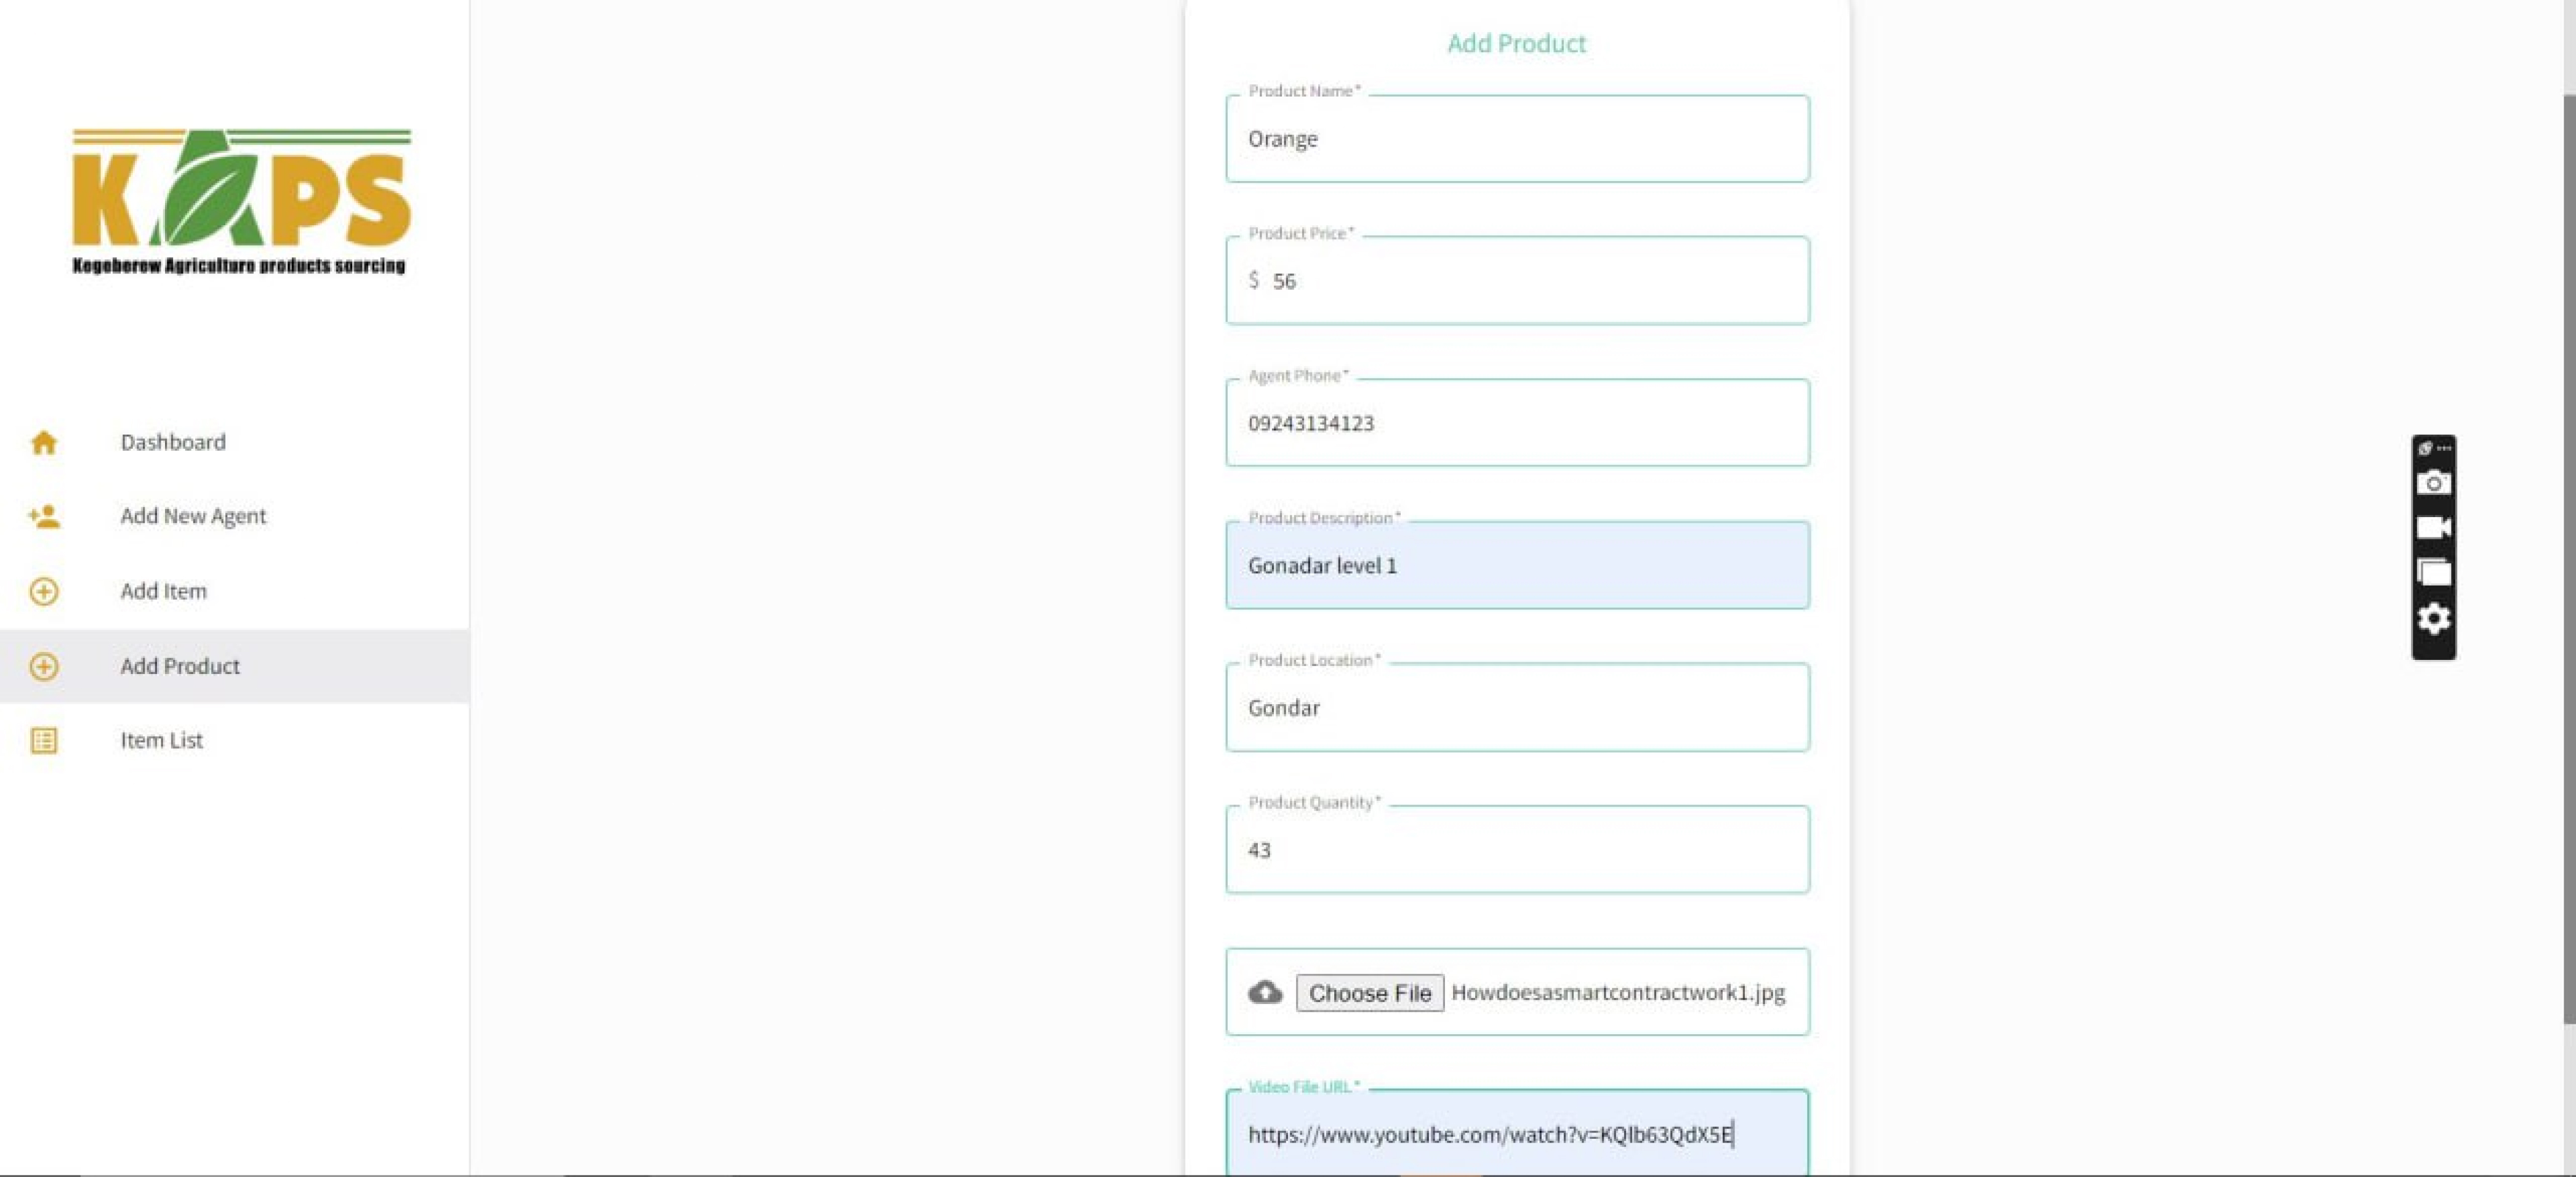 KAPS
Kegeberew Agriculture products sourcing
Dashboard
Add New Agent
Add Item
Add Product
Item List
Add Product
Product Name*
Orange
Product Price*
$ 56
Agent Phone*
09243134123
Product Description*
Gonadar level 1
Product Location*
Gondar
Product Quantity*
43
Choose File Howdoesasmartcontractwork1.jpg
Video File URL*
https://www.youtube.com/watch?v=KQlb63QdX5E